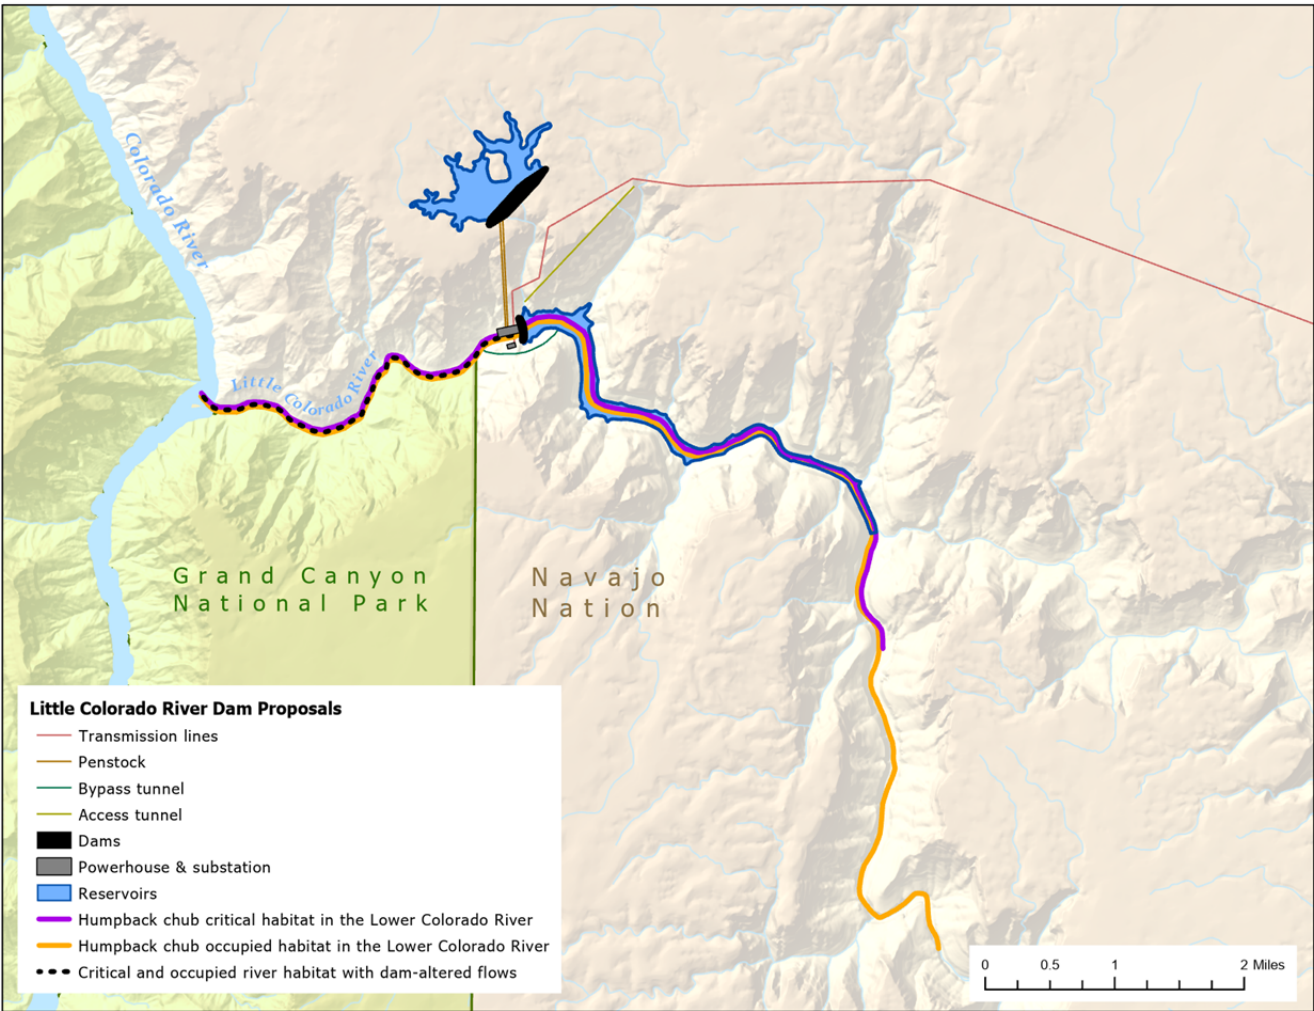 Colorado River
Little
Colorado River
Grand Canyon
National Park
Navajo
Nation
Little Colorado River Dam Proposals
Transmission lines
Penstock
Bypass tunnel
Access tunnel
Dams
Powerhouse & substation
Reservoirs
Humpback chub critical habitat in the Lower Colorado River
Humpback chub occupied habitat in the Lower Colorado River
Critical and occupied river habitat with dam-altered flows
0 0.5 1 2 Miles